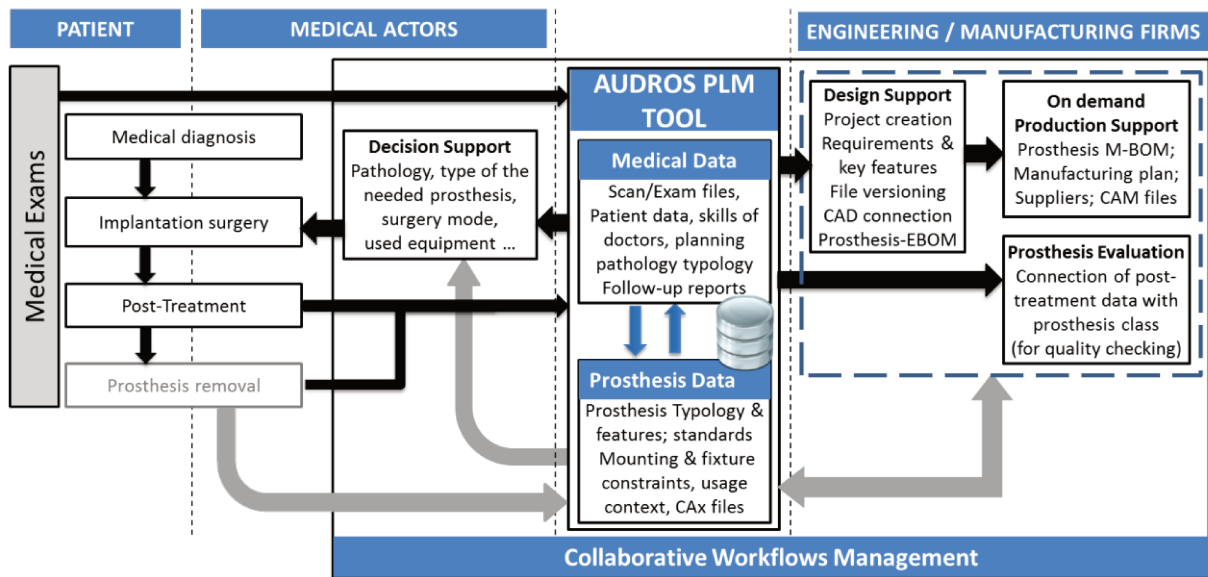 PATIENT
MEDICAL ACTORS
ENGINEERING / MANUFACTURING FIRMS
Medical Exams
Medical diagnosis
Implantation surgery
Post-Treatment
Prosthesis removal
Decision Support
Pathology, type of the
needed prosthesis,
surgery mode,
used equipment ...
AUDROS PLM
TOOL
Medical Data
Scan/Exam files,
Patient data, skills of
doctors, planning
pathology typology
Follow-up reports
Prosthesis Data
Prosthesis Typology &
features; standards
Mounting & fixture
constraints, usage
context, CAx files
Design Support
Project creation
Requirements &
key features
File versioning
CAD connection
Prosthesis-EBOM
On demand
Production Support
Prosthesis M-BOM;
Manufacturing plan;
Suppliers; CAM files
Prosthesis Evaluation
Connection of post-
treatment data with
prosthesis class
(for quality checking)
Collaborative Workflows Management